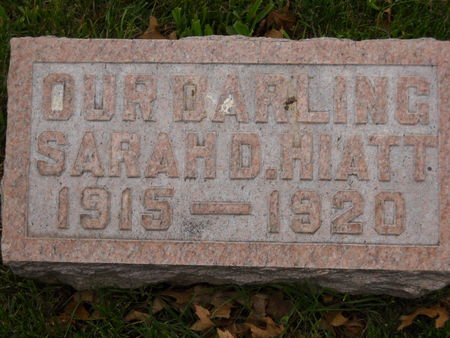 OUR DARLING
SARAH D. HIATT
1915 — 1920